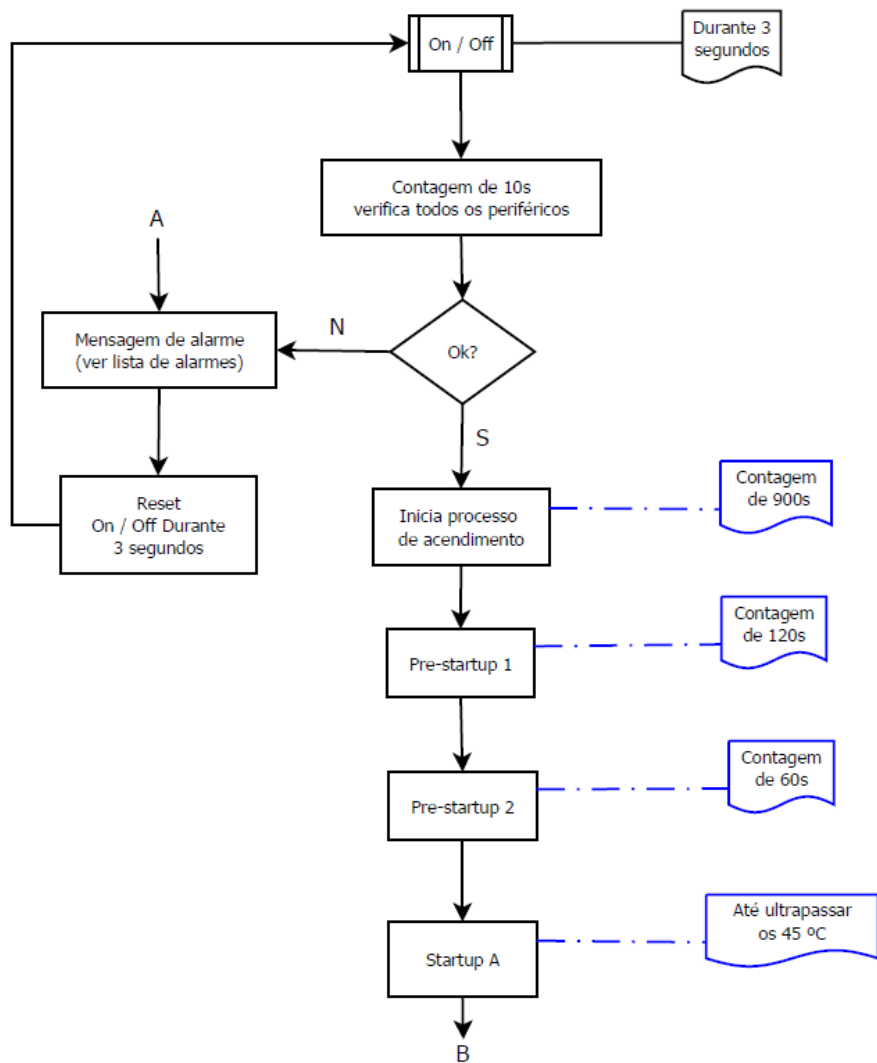 On / Off
Durante 3
segundos
Contagem de 10s
verifica todos os periféricos
A
Mensagem de alarme
(ver lista de alarmes)
N
Ok?
S
Reset
On / Off Durante
3 segundos
Inicia processo
de acendimento
Contagem
de 900s
Pre-startup 1
Contagem
de 120s
Pre-startup 2
Contagem
de 60s
Startup A
Até ultrapassar
os 45 ºC
B